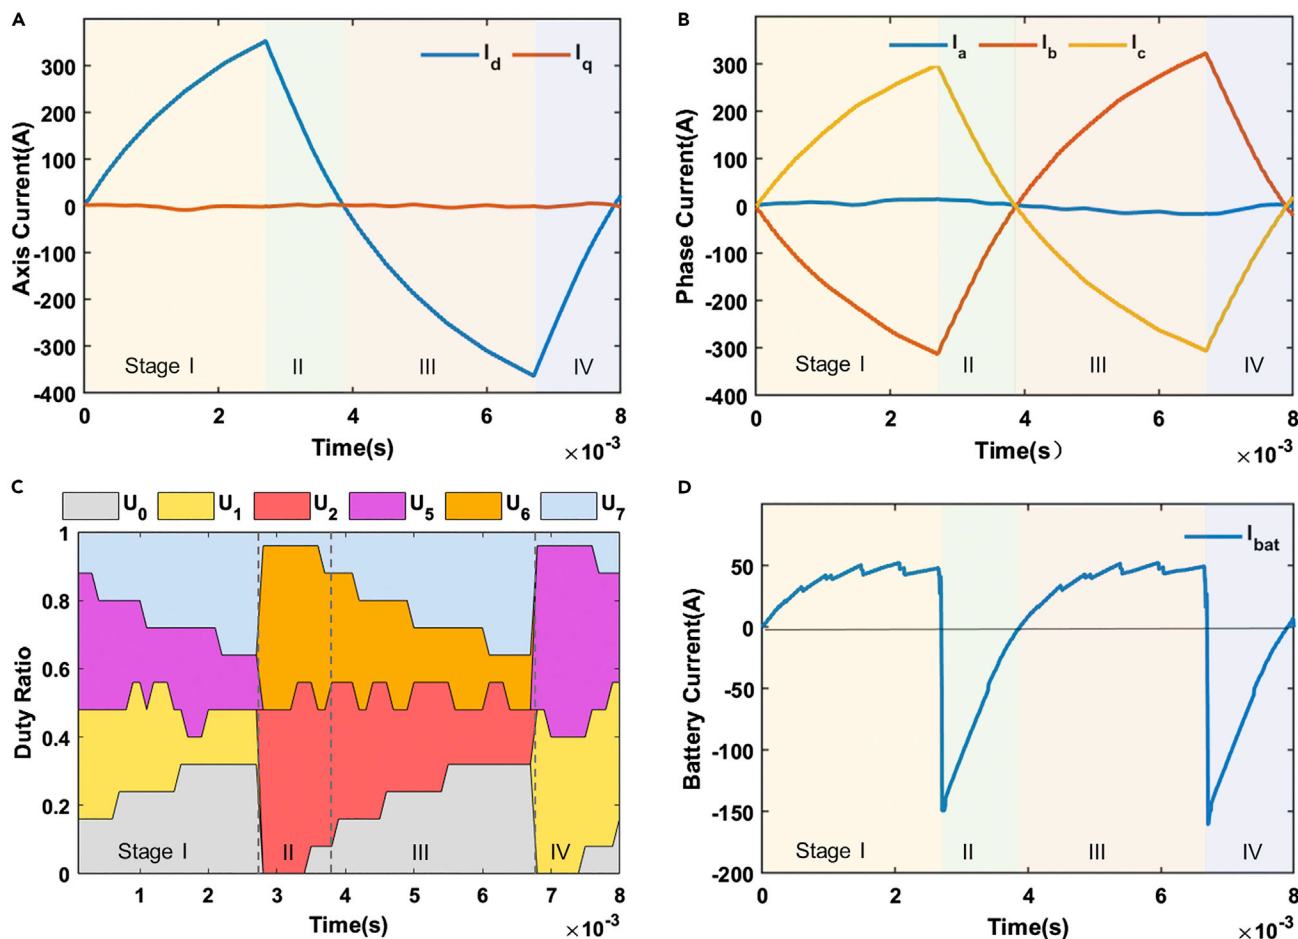 A
I_d I_q
Axis Current(A)
300
200
100
0
-100
-200
-300
-400
Stage I II III IV
0 2 4 6 8
Time(s) ×10^-3
B
I_a I_b I_c
Phase Current(A)
300
200
100
0
-100
-200
-300
-400
Stage I II III IV
0 2 4 6 8
Time(s） ×10^-3
C
U_0 U_1 U_2 U_5 U_6 U_7
Duty Ratio
1
0.8
0.6
0.4
0.2
0
Stage I II III IV
1 2 3 4 5 6 7 8
Time(s) ×10^-3
D
I_bat
Battery Current(A)
50
0
-50
-100
-150
-200
Stage I II III IV
0 2 4 6 8
Time(s) ×10^-3